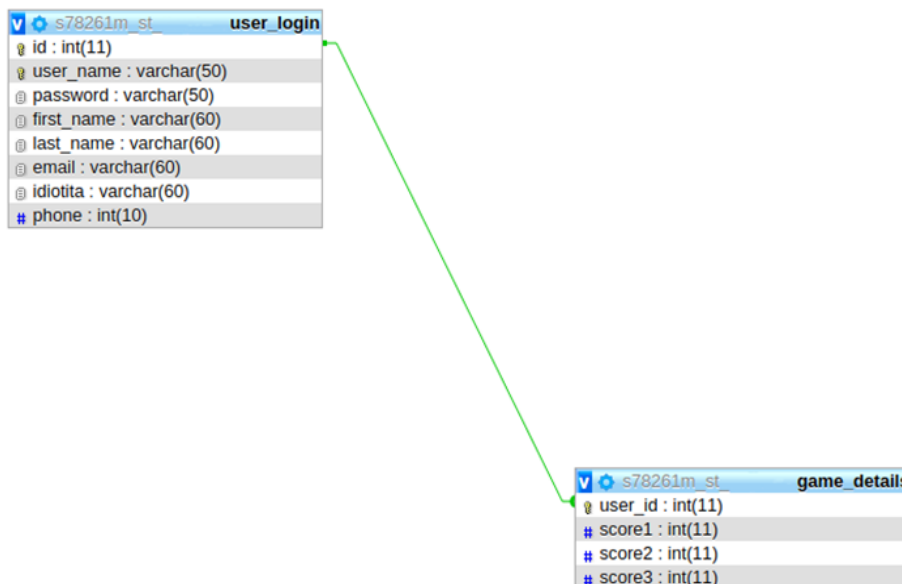 v s78261m_st_ user_login
id : int(11)
user_name : varchar(50)
password : varchar(50)
first_name : varchar(60)
last_name : varchar(60)
email : varchar(60)
idiotita : varchar(60)
# phone : int(10)
v s78261m_st_ game_details
user_id : int(11)
# score1 : int(11)
# score2 : int(11)
# score3 : int(11)